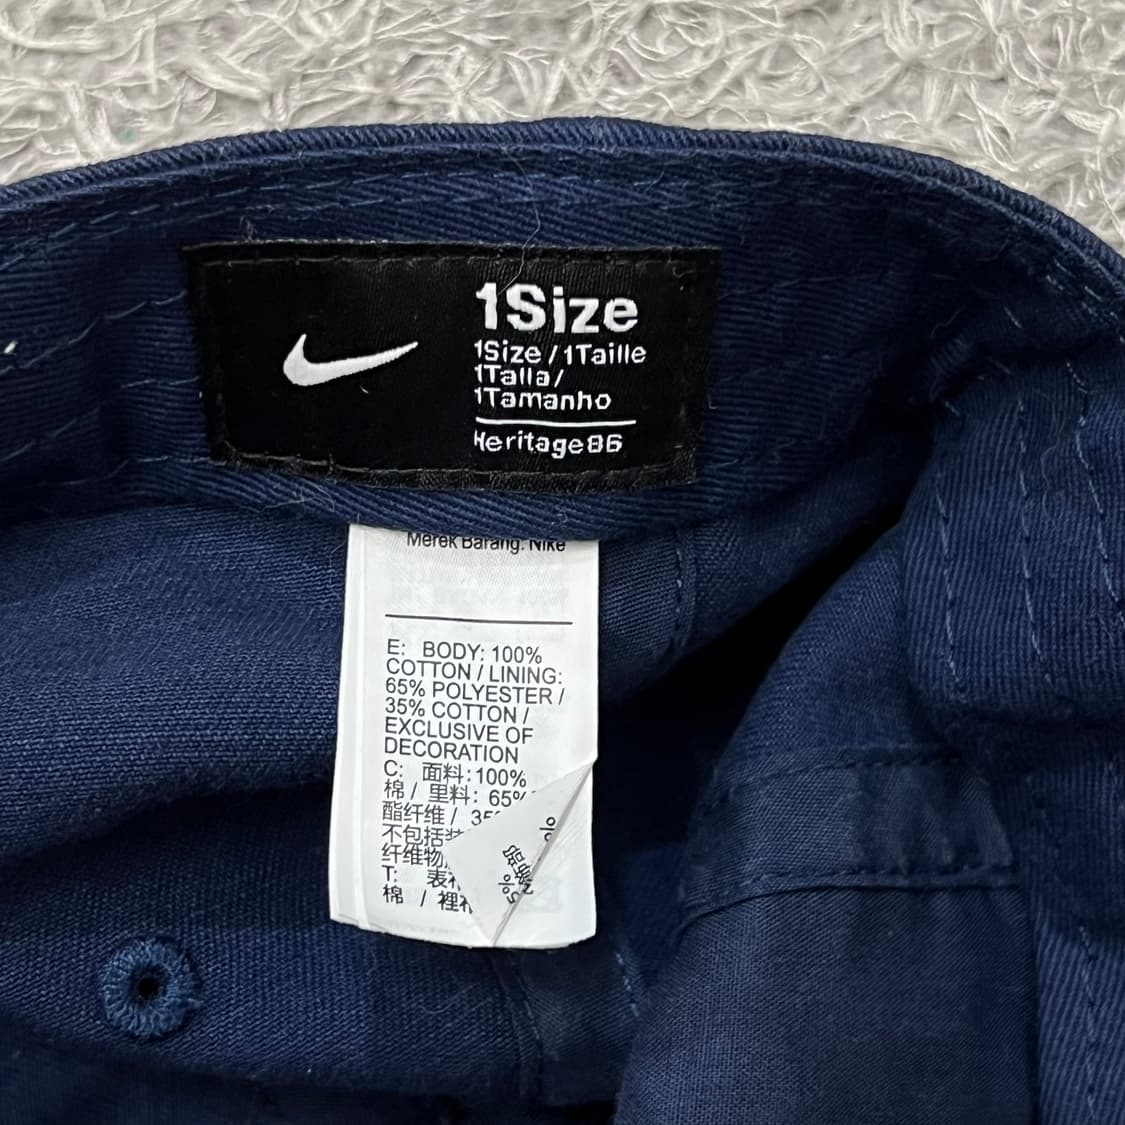 1Size
1Size / 1Taille
1Talla /
1Tamanho
Heritage86
Merek Barang: Nike
E: BODY: 100%
COTTON / LINING:
65% POLYESTER /
35% COTTON /
EXCLUSIVE OF
DECORATION
C: 面料: 100%
棉 / 里料: 65%
酯纤维 / 35
不包括装
纤维物
T: 表
棉 / 裡